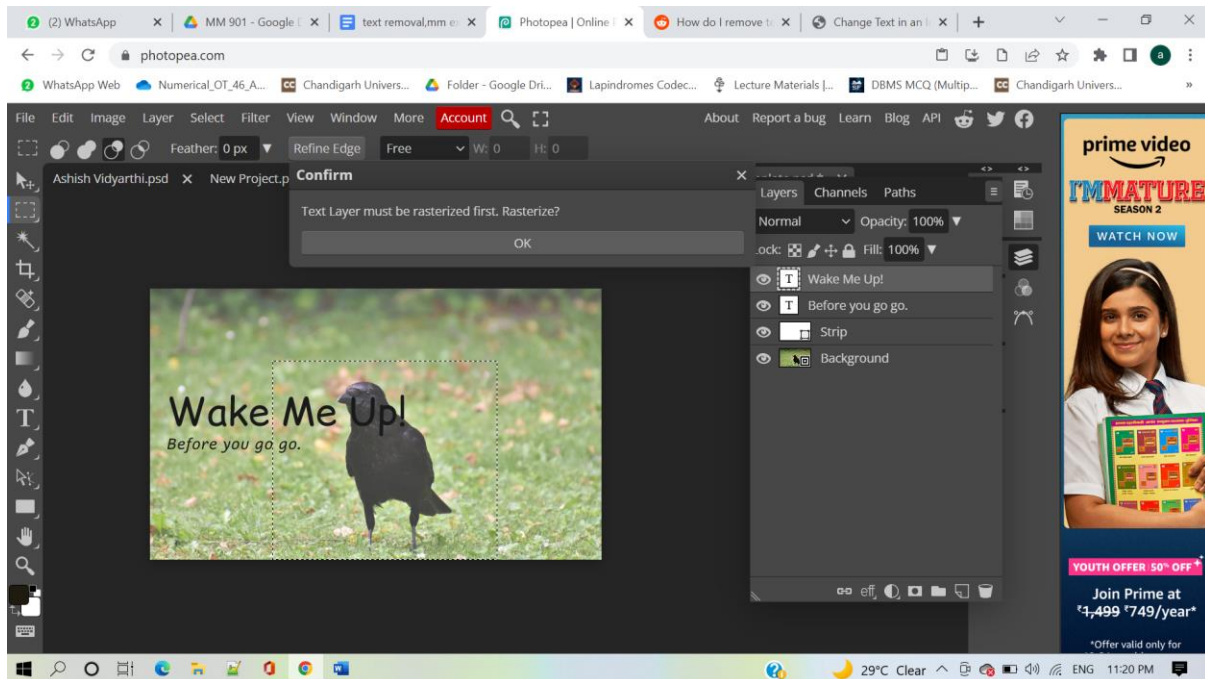 (2) WhatsApp
MM 901 - Google
text removal,mm e
Photopea | Online
How do I remove te
Change Text in an
photopea.com
a
WhatsApp Web
Numerical_OT_46_A...
Chandigarh Univers...
Folder - Google Dri...
Lapindromes Codec...
Lecture Materials |...
DBMS MCQ (Multip...
Chandigarh Univers...
»
File Edit Image Layer Select Filter View Window More Account
About Report a bug Learn Blog API
Feather: 0 px Refine Edge Free W: 0 H: 0
Ashish Vidyarthi.psd New Project.p
Confirm
Text Layer must be rasterized first. Rasterize?
OK
Layers Channels Paths
Normal Opacity: 100%
Lock: Fill: 100%
T Wake Me Up!
T Before you go go.
Strip
Background
Wake Me Up!
Before you go go.
eff
prime video
I'MMATURE
SEASON 2
WATCH NOW
YOUTH OFFER 50% OFF
Join Prime at
₹1,499 ₹749/year*
*Offer valid only for
29°C Clear
ENG
11:20 PM